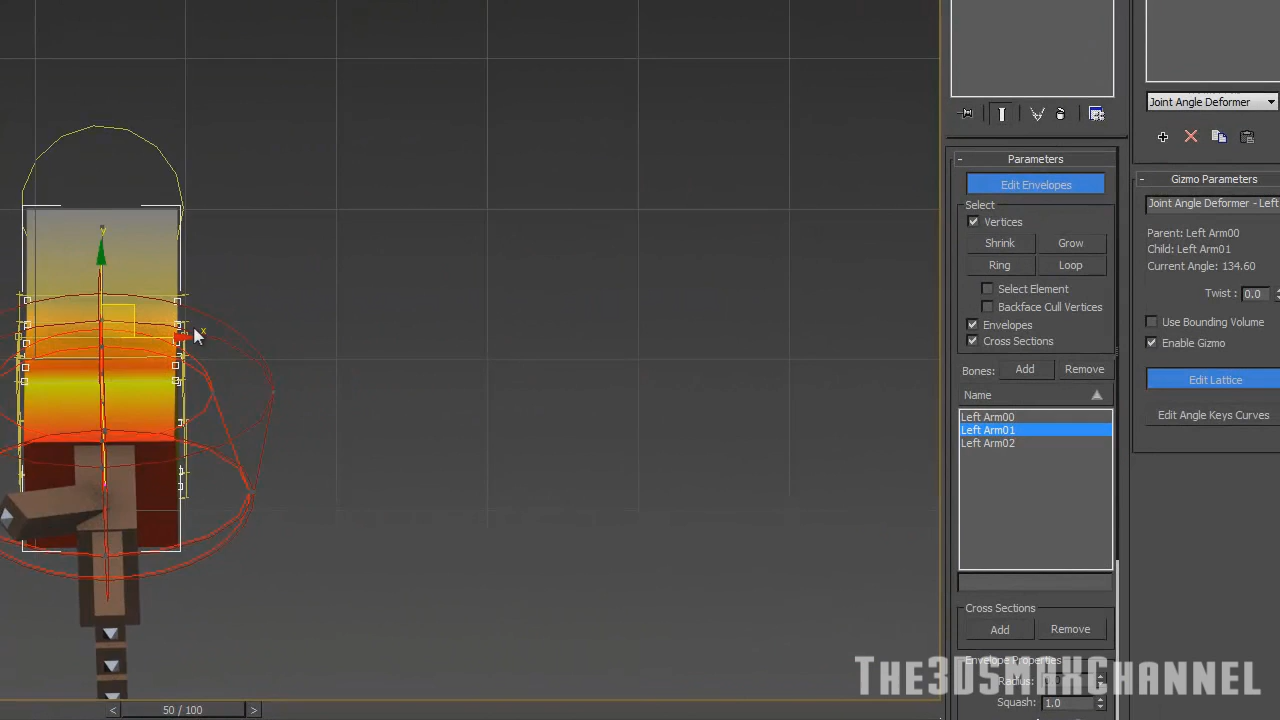 Joint Angle Deformer
Parameters
Edit Envelopes
Select
Vertices
Shrink
Grow
Ring
Loop
Select Element
Backface Cull Vertices
Envelopes
Cross Sections
Bones:
Add
Remove
Name
Left Arm00
Left Arm01
Left Arm02
Cross Sections
Add
Remove
Envelope Properties
Radius:
Squash:
1.0
Gizmo Parameters
Joint Angle Deformer - Left
Parent: Left Arm00
Child: Left Arm01
Current Angle: 134.60
Twist :
0.0
Use Bounding Volume
Enable Gizmo
Edit Lattice
Edit Angle Keys Curves
y
x
<
50 / 100
>
The3dsMaxChannel